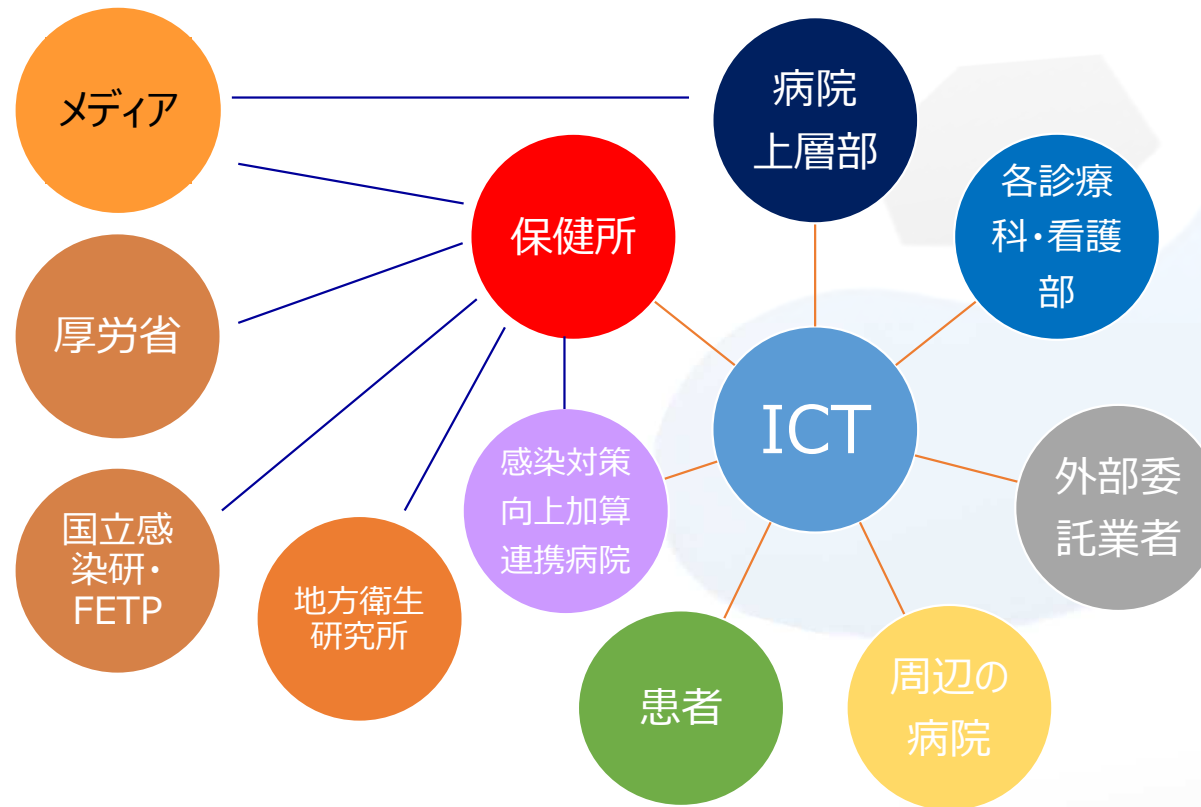 メディア
病院
上層部
保健所
各診療
科・看護
部
厚労省
ICT
感染対策
向上加算
連携病院
外部委
託業者
国立感
染研・
FETP
地方衛生
研究所
患者
周辺の
病院